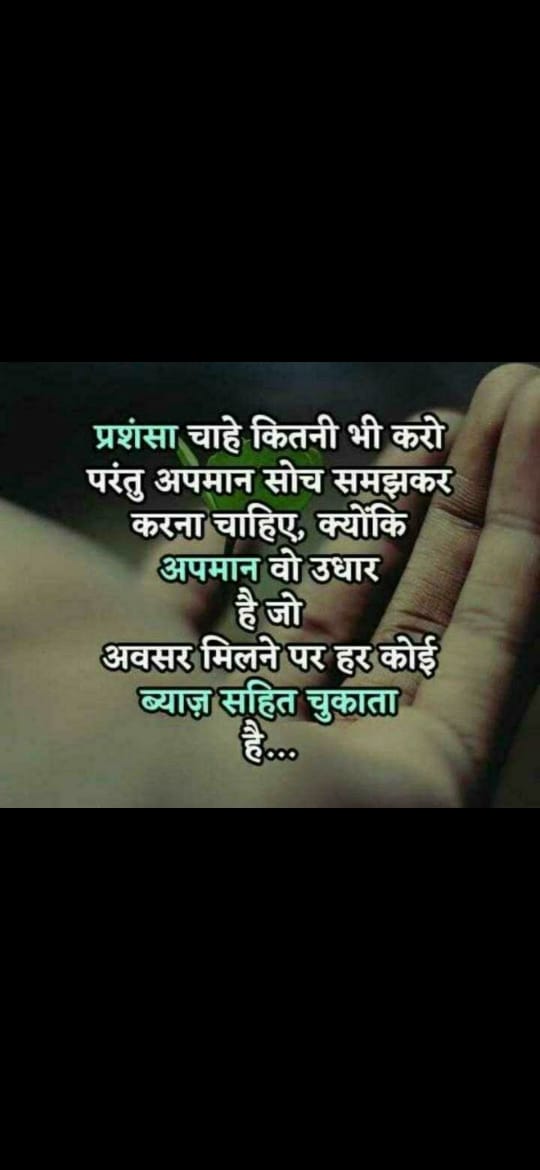 प्रशंसा चाहे कितनी भी करो
परंतु अपमान सोच समझकर
करना चाहिए, क्योंकि
अपमान वो उधार
है जो
अवसर मिलने पर हर कोई
ब्याज़ सहित चुकाता
है...